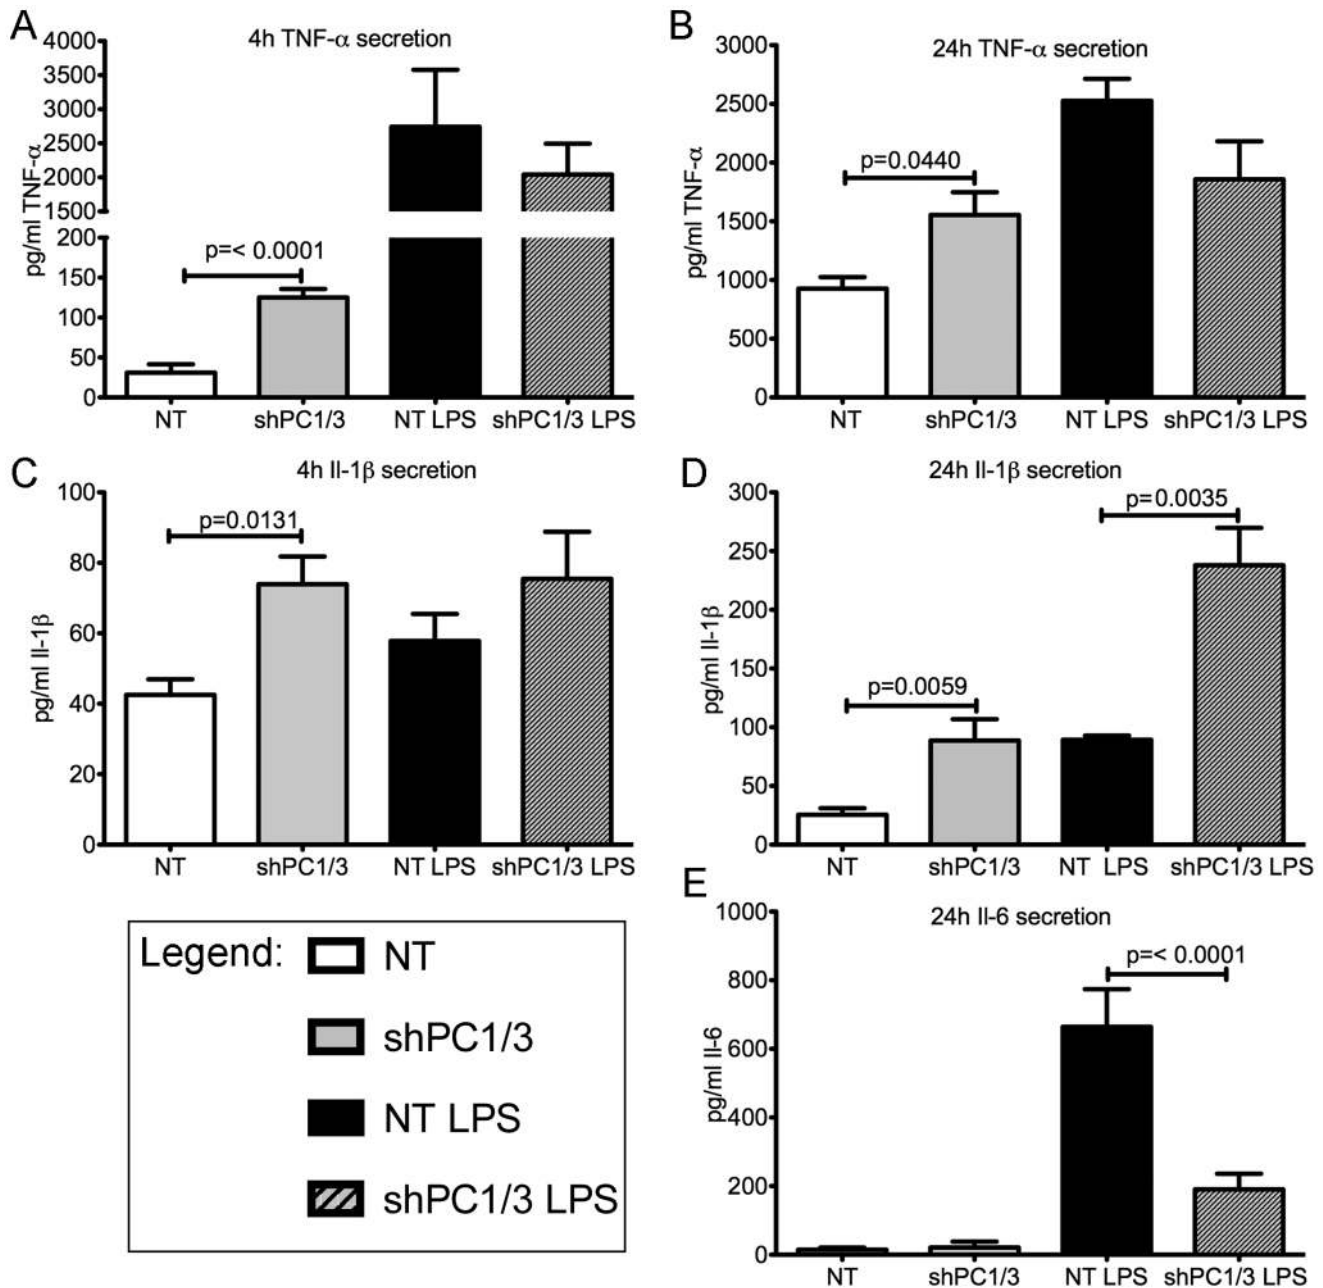 A
4h TNF-α secretion
pg/ml TNF-α
4000
3500
3000
2500
2000
1500
200
150
100
50
0
p=< 0.0001
NT shPC1/3 NT LPS shPC1/3 LPS
B
24h TNF-α secretion
pg/ml TNF-α
3000
2500
2000
1500
1000
500
0
p=0.0440
NT shPC1/3 NT LPS shPC1/3 LPS
C
4h Il-1β secretion
pg/ml Il-1β
100
80
60
40
20
0
p=0.0131
NT shPC1/3 NT LPS shPC1/3 LPS
D
24h Il-1β secretion
pg/ml Il-1β
300
250
200
150
100
50
0
p=0.0035
p=0.0059
NT shPC1/3 NT LPS shPC1/3 LPS
E
24h Il-6 secretion
pg/ml Il-6
1000
800
600
400
200
0
p=< 0.0001
NT shPC1/3 NT LPS shPC1/3 LPS
Legend:
NT
shPC1/3
NT LPS
shPC1/3 LPS